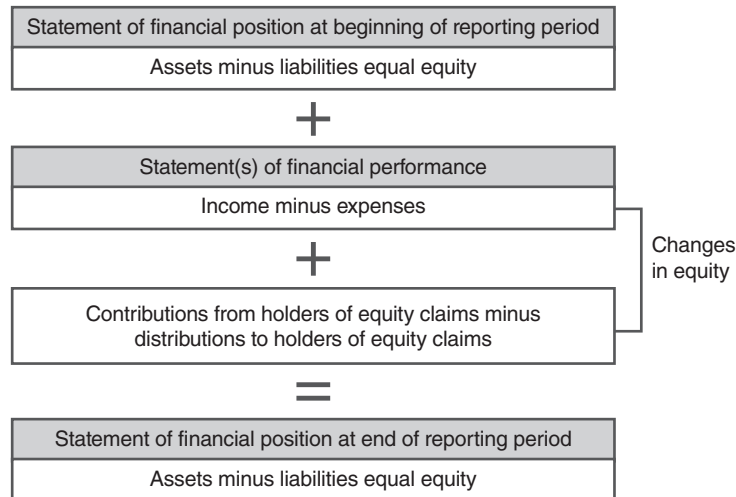 Statement of financial position at beginning of reporting period
Assets minus liabilities equal equity
+
Statement(s) of financial performance
Income minus expenses
Changes
in equity
+
Contributions from holders of equity claims minus
distributions to holders of equity claims
=
Statement of financial position at end of reporting period
Assets minus liabilities equal equity